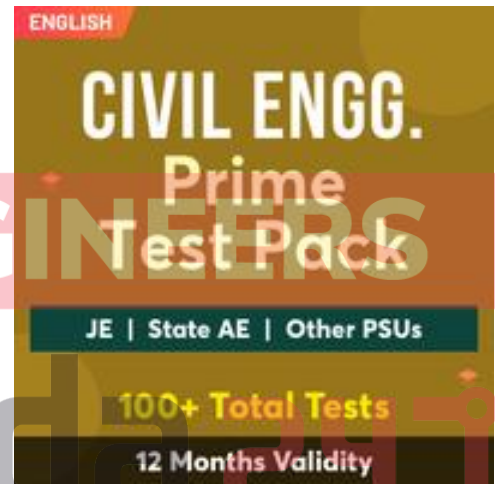 ENGLISH
CIVIL ENGG.
Prime
Test Pack
JE | State AE | Other PSUs
100+ Total Tests
12 Months Validity